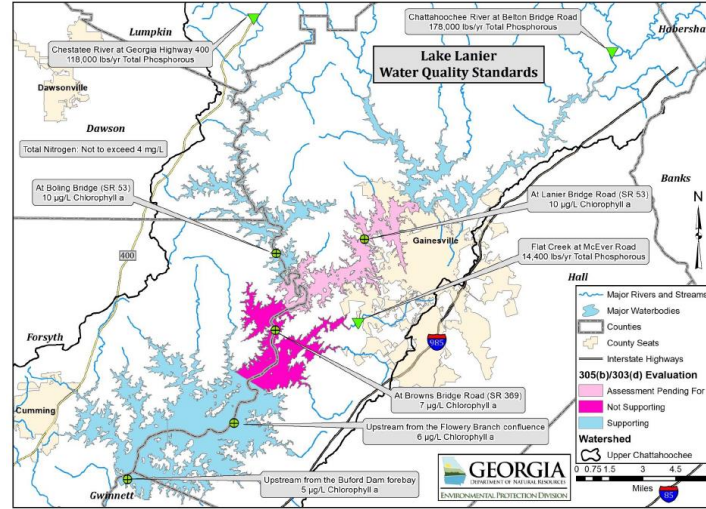 Lumpkin
Chattahoochee River at Belton Bridge Road
178,000 lbs/yr Total Phosphorous
Habersha
Chestatee River at Georgia Highway 400
118,000 lbs/yr Total Phosphorous
Lake Lanier
Water Quality Standards
Dawsonville
Dawson
Total Nitrogen: Not to exceed 4 mg/L
Banks
At Boling Bridge (SR 53)
10 µg/L Chlorophyll a
At Lanier Bridge Road (SR 53)
10 µg/L Chlorophyll a
N
Gainesville
Flat Creek at McEver Road
14,400 lbs/yr Total Phosphorous
400
Hall
Major Rivers and Streams
Major Waterbodies
Counties
County Seats
Interstate Highways
305(b)/303(d) Evaluation
Assessment Pending For
Not Supporting
Supporting
Watershed
Upper Chattahoochee
Forsyth
985
Cumming
At Browns Bridge Road (SR 369)
7 µg/L Chlorophyll a
Upstream from the Flowery Branch confluence
6 µg/L Chlorophyll a
Upstream from the Buford Dam forebay
5 µg/L Chlorophyll a
Gwinnett
GEORGIA
DEPARTMENT OF NATURAL RESOURCES
ENVIRONMENTAL PROTECTION DIVISION
0 0.75 1.5 3 4.5
Miles
85